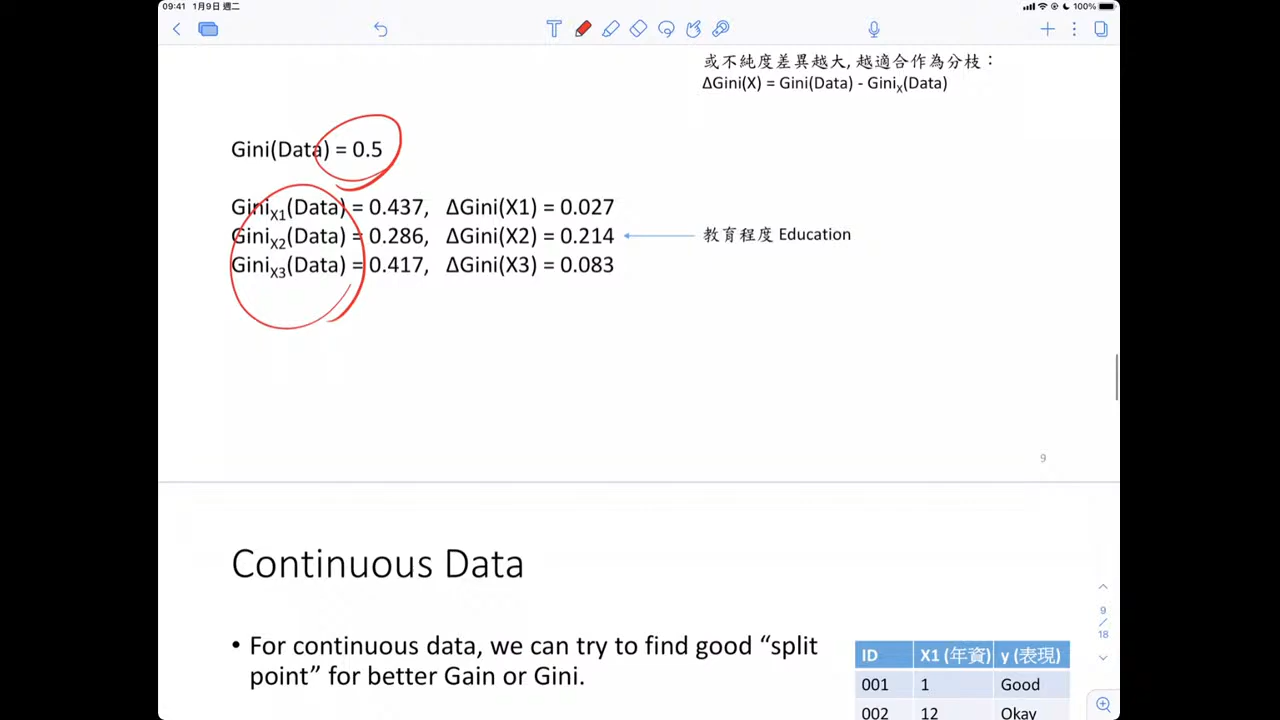 09:41 1月9日 週二
100%
或不純度差異越大, 越適合作為分枝：
ΔGini(X) = Gini(Data) - Giniₓ(Data)
Gini(Data) = 0.5
Gini_X1(Data) = 0.437, ΔGini(X1) = 0.027
Gini_X2(Data) = 0.286, ΔGini(X2) = 0.214
教育程度 Education
Gini_X3(Data) = 0.417, ΔGini(X3) = 0.083
9
Continuous Data
• For continuous data, we can try to find good “split
point” for better Gain or Gini.
ID X1 (年資) y (表現)
001 1 Good
002 12 Okay
9
/
18